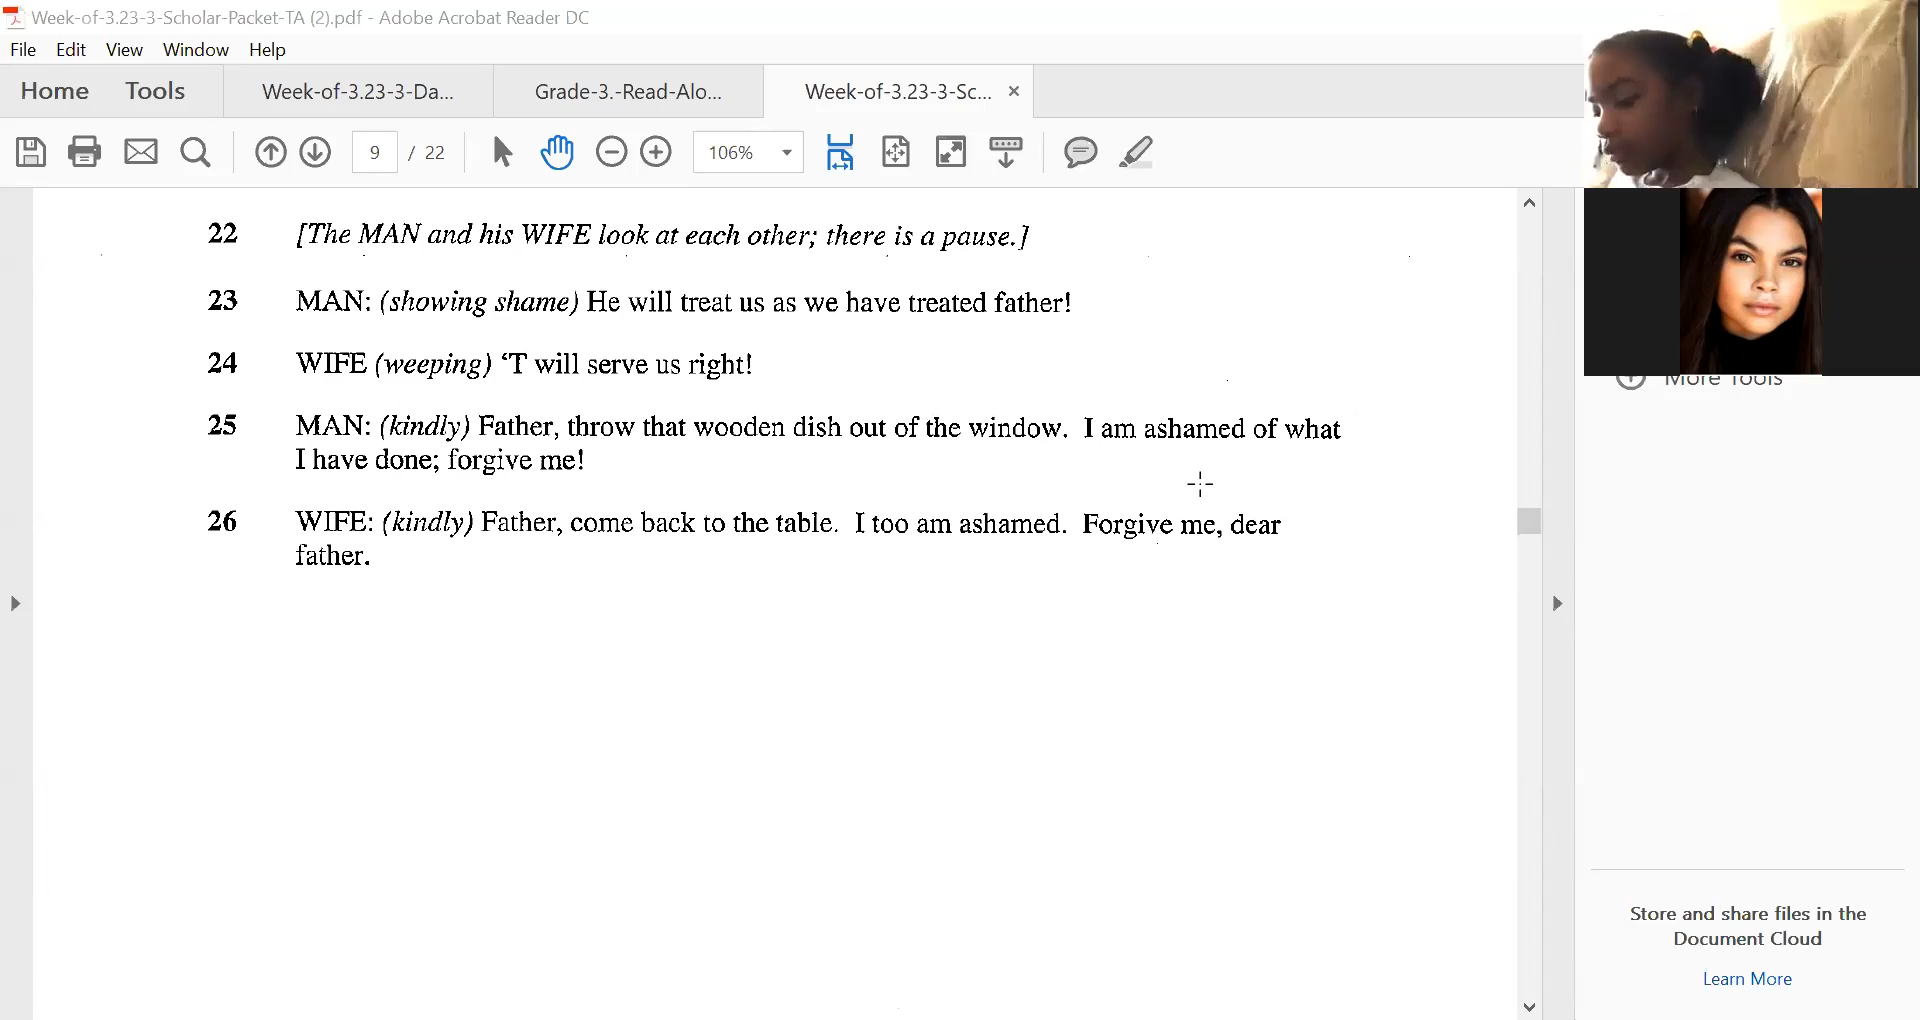 Week-of-3.23-3-Scholar-Packet-TA (2).pdf - Adobe Acrobat Reader DC
File Edit View Window Help
Home Tools Week-of-3.23-3-Da... Grade-3.-Read-Alo... Week-of-3.23-3-Sc... ×
9 / 22 106%
22 [The MAN and his WIFE look at each other; there is a pause.]
23 MAN: (showing shame) He will treat us as we have treated father!
24 WIFE (weeping) ‘T will serve us right!
25 MAN: (kindly) Father, throw that wooden dish out of the window. I am ashamed of what
I have done; forgive me!
26 WIFE: (kindly) Father, come back to the table. I too am ashamed. Forgive me, dear
father.
More Tools
Store and share files in the
Document Cloud
Learn More